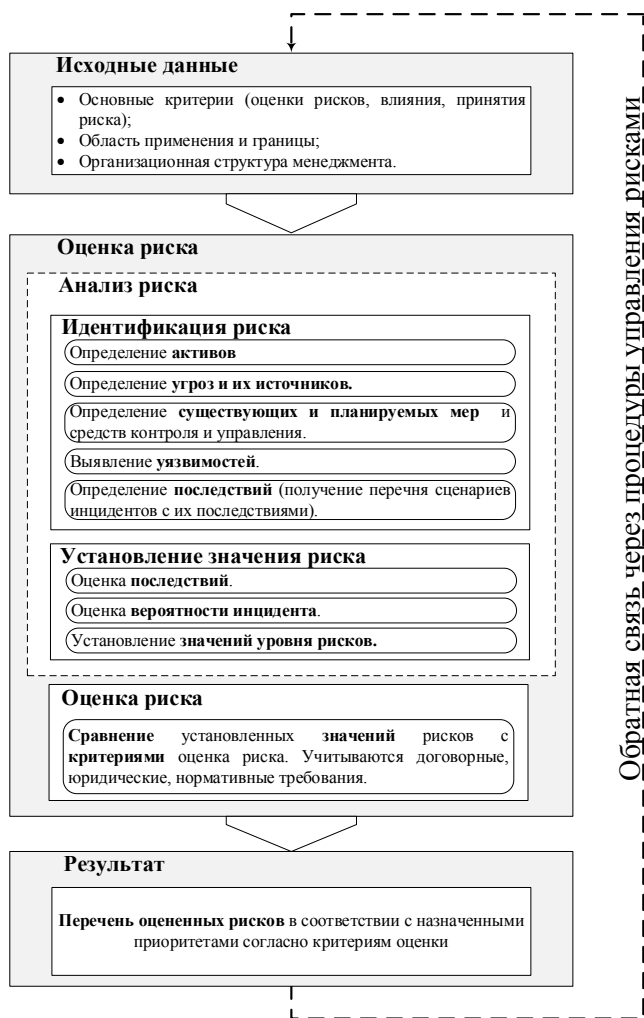 Исходные данные
• Основные критерии (оценки рисков, влияния, принятия
риска);
• Область применения и границы;
• Организационная структура менеджмента.
Оценка риска
Анализ риска
Идентификация риска
Определение активов
Определение угроз и их источников.
Определение существующих и планируемых мер и
средств контроля и управления.
Выявление уязвимостей.
Определение последствий (получение перечня сценариев
инцидентов с их последствиями).
Установление значения риска
Оценка последствий.
Оценка вероятности инцидента.
Установление значений уровня рисков.
Оценка риска
Сравнение установленных значений рисков с
критериями оценка риска. Учитываются договорные,
юридические, нормативные требования.
Результат
Перечень оцененных рисков в соответствии с назначенными
приоритетами согласно критериям оценки
Обратная связь через процедуры управления рисками